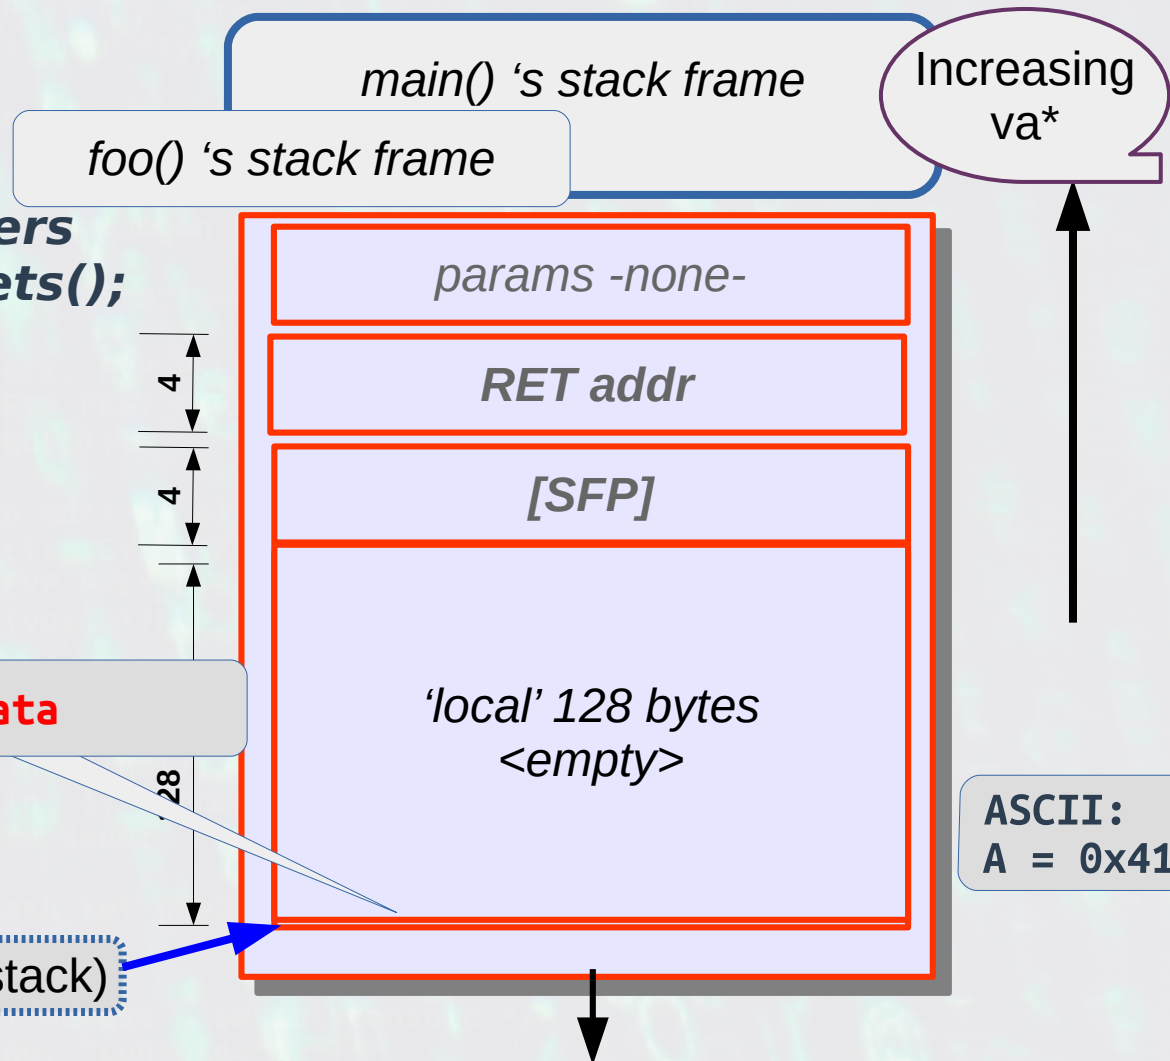 main() ‘s stack frame
Increasing
va*
foo() ‘s stack frame
ers
ets();
params -none-
4
RET addr
4
[SFP]
‘local’ 128 bytes
<empty>
ata
28
ASCII:
A = 0x41
stack)